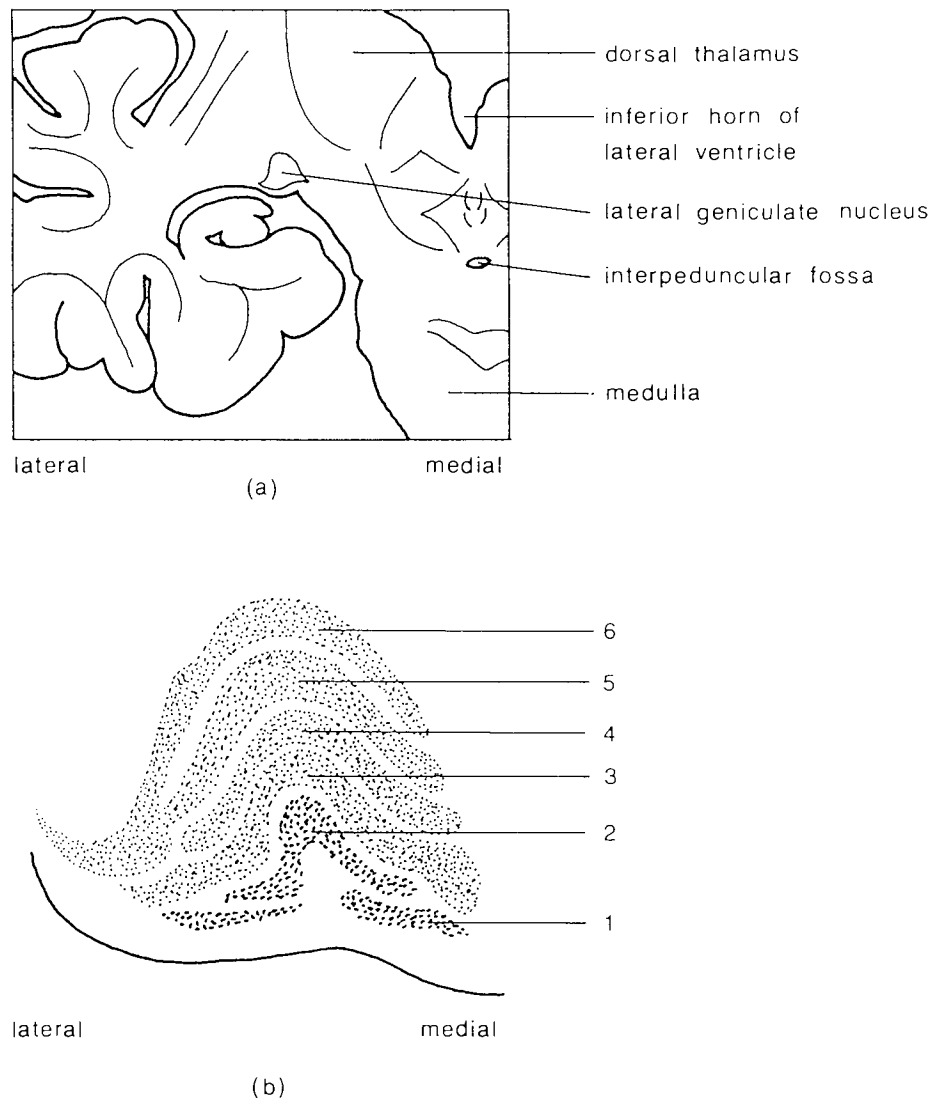 dorsal thalamus
inferior horn of
lateral ventricle
lateral geniculate nucleus
interpeduncular fossa
medulla
lateral
medial
(a)
6
5
4
3
2
1
lateral
medial
(b)